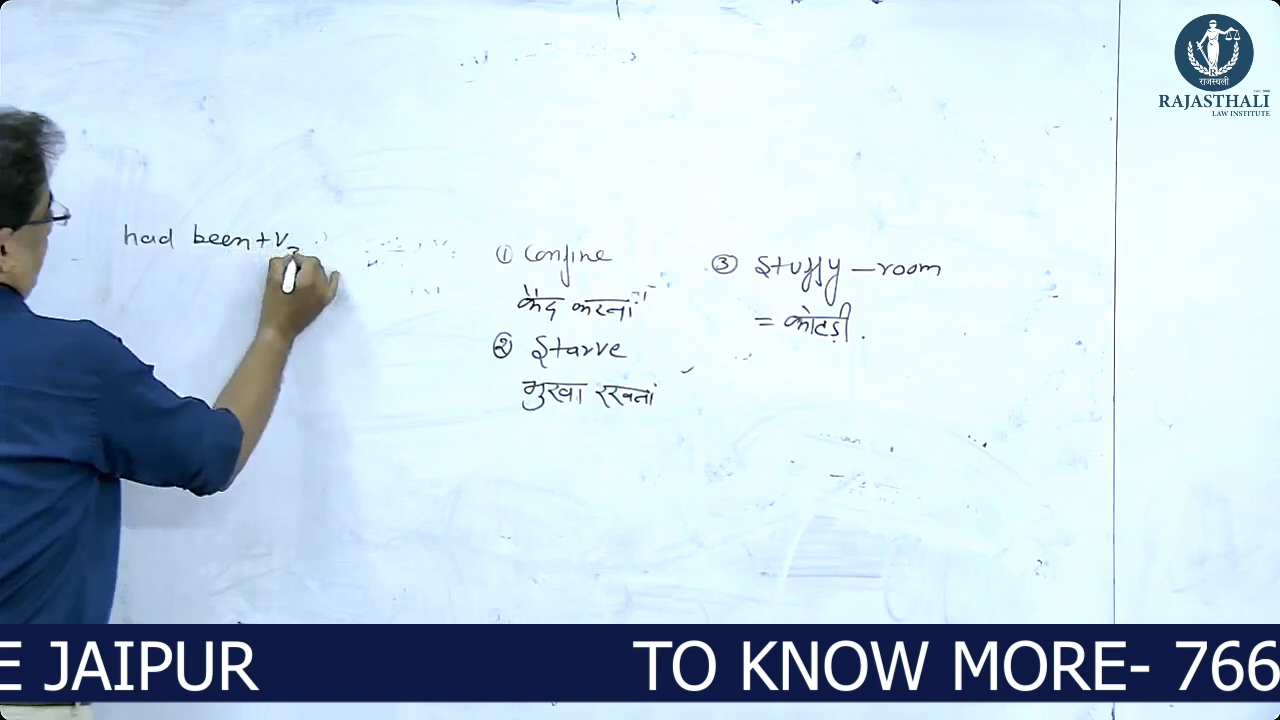 राजस्थली
RAJASTHALI
LAW INSTITUTE
had been + V3
① Confine
कैद करना
② Starve
भुखा रखना
③ Stuffy – room
= कोटड़ी.
E JAIPUR
TO KNOW MORE- 766